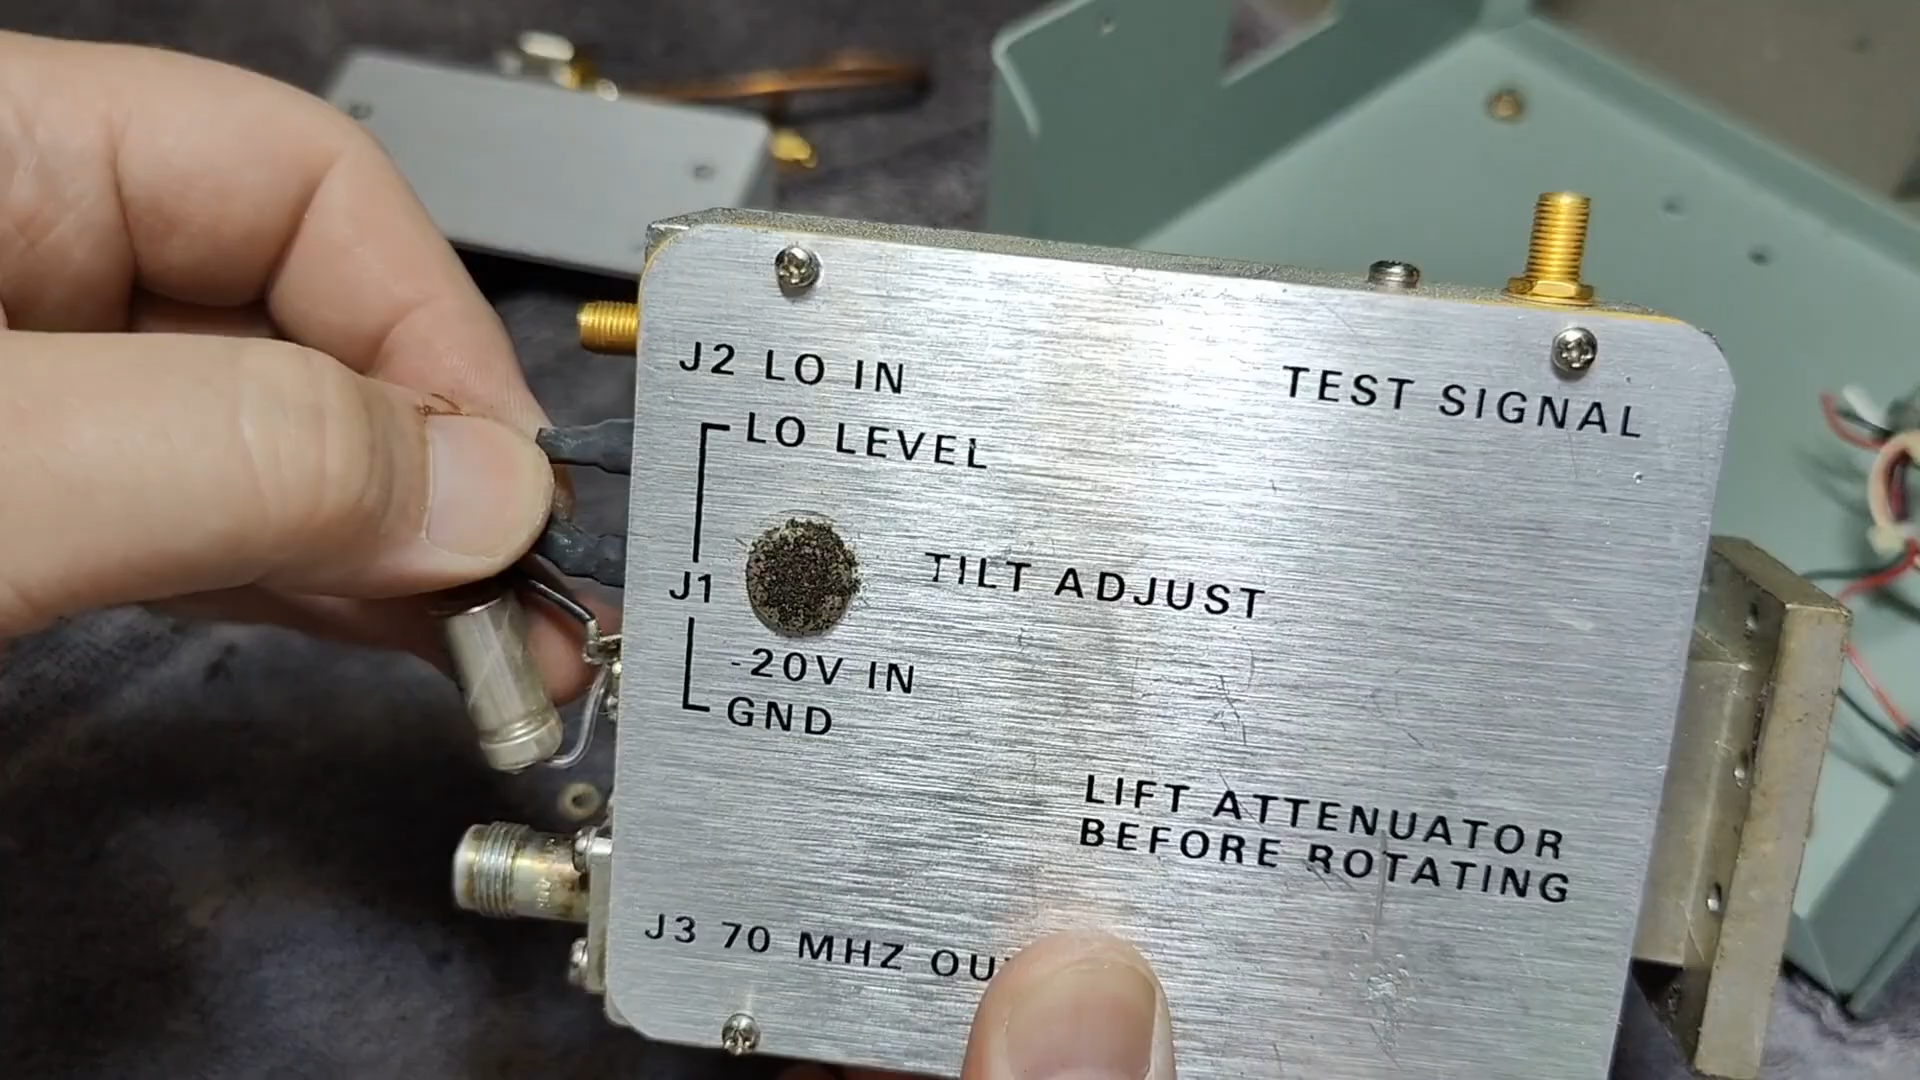 J2 LO IN
LO LEVEL
TEST SIGNAL
J1
TILT ADJUST
-20V IN
GND
LIFT ATTENUATOR
BEFORE ROTATING
J3 70 MHZ